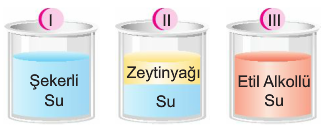 I
II
III
Şekerli
Su
Zeytinyağı
Su
Etil Alkollü
Su